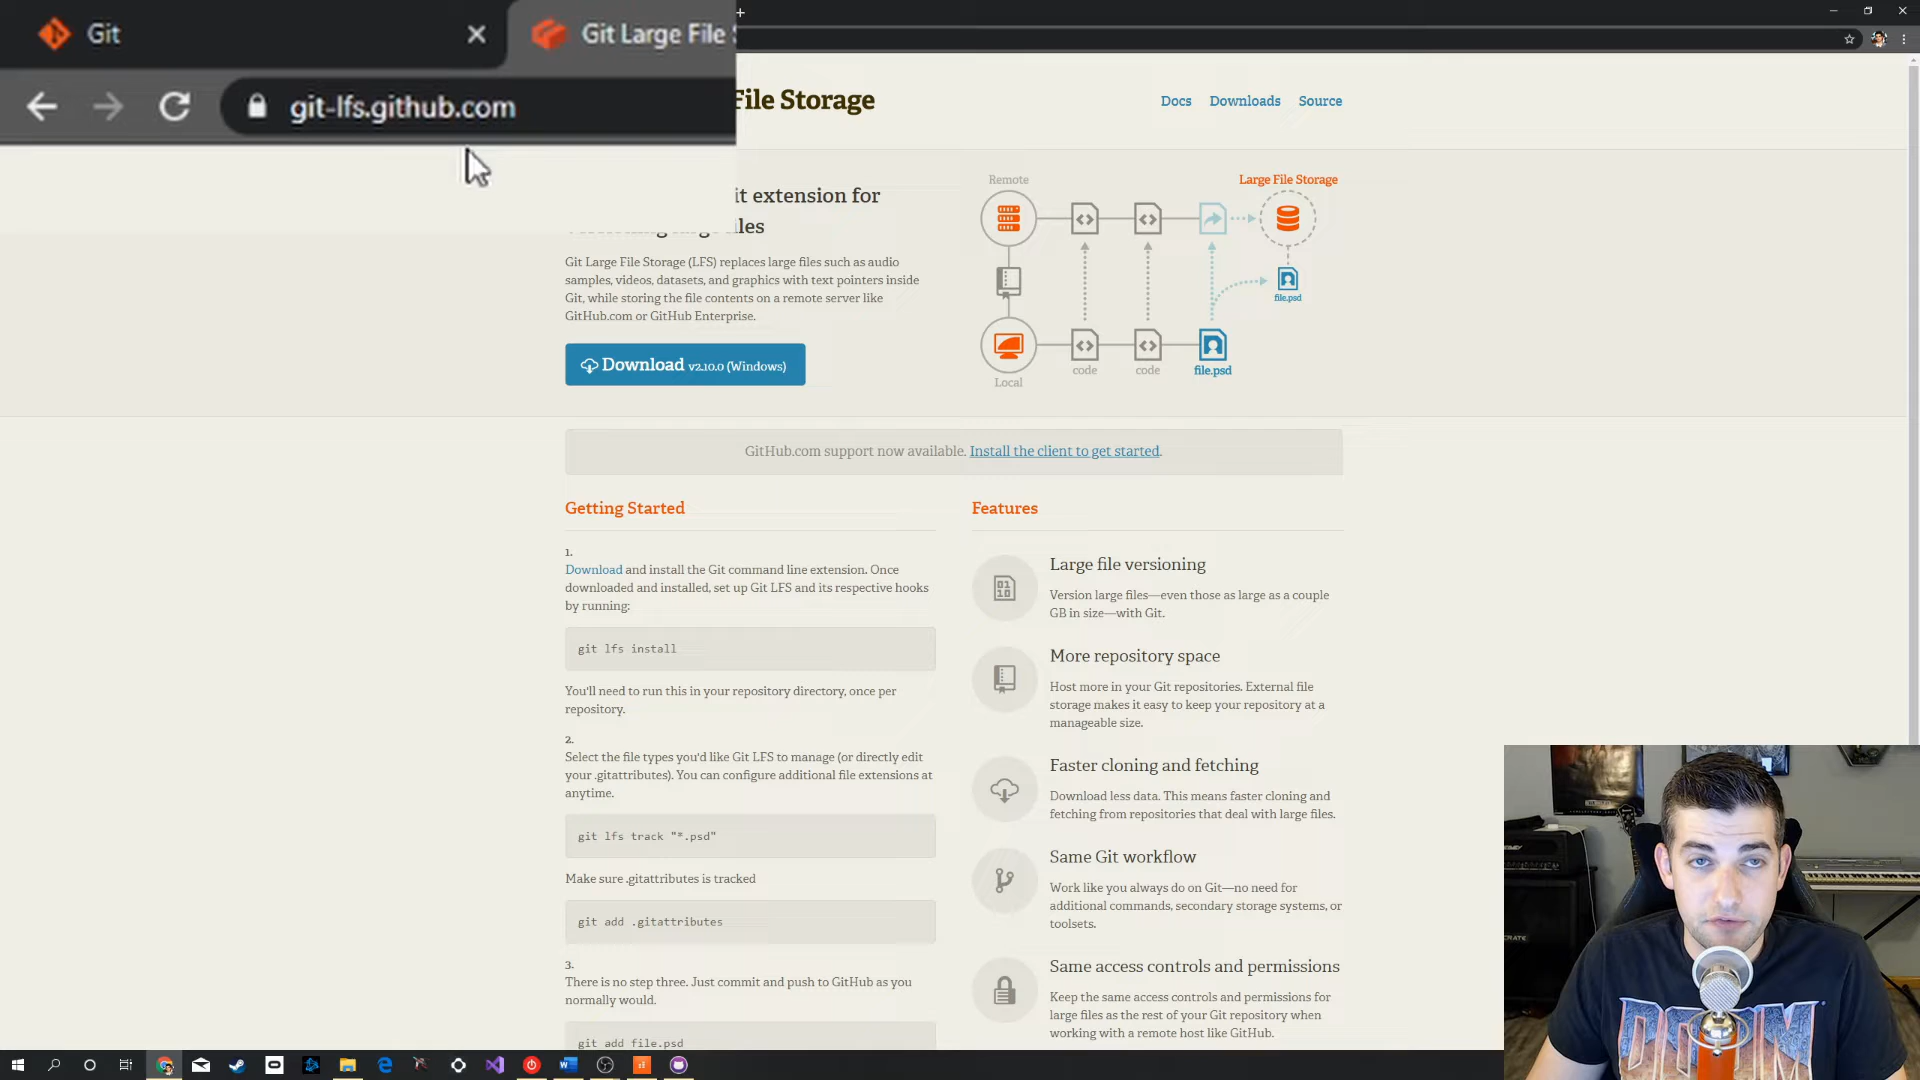 Git
Git Large File
git-lfs.github.com
File Storage
Docs
Downloads
Source
it extension for
iles
Git Large File Storage (LFS) replaces large files such as audio
samples, videos, datasets, and graphics with text pointers inside
Git, while storing the file contents on a remote server like
GitHub.com or GitHub Enterprise.
Download v2.10.0 (Windows)
Remote
Large File Storage
file.psd
Local
code
code
file.psd
GitHub.com support now available. Install the client to get started.
Getting Started
1.
Download and install the Git command line extension. Once
downloaded and installed, set up Git LFS and its respective hooks
by running:
git lfs install
You'll need to run this in your repository directory, once per
repository.
2.
Select the file types you'd like Git LFS to manage (or directly edit
your .gitattributes). You can configure additional file extensions at
anytime.
git lfs track "*.psd"
Make sure .gitattributes is tracked
git add .gitattributes
3.
There is no step three. Just commit and push to GitHub as you
normally would.
git add file.psd
Features
Large file versioning
Version large files—even those as large as a couple
GB in size—with Git.
More repository space
Host more in your Git repositories. External file
storage makes it easy to keep your repository at a
manageable size.
Faster cloning and fetching
Download less data. This means faster cloning and
fetching from repositories that deal with large files.
Same Git workflow
Work like you always do on Git—no need for
additional commands, secondary storage systems, or
toolsets.
Same access controls and permissions
Keep the same access controls and permissions for
large files as the rest of your Git repository when
working with a remote host like GitHub.
CRATE
DOOM